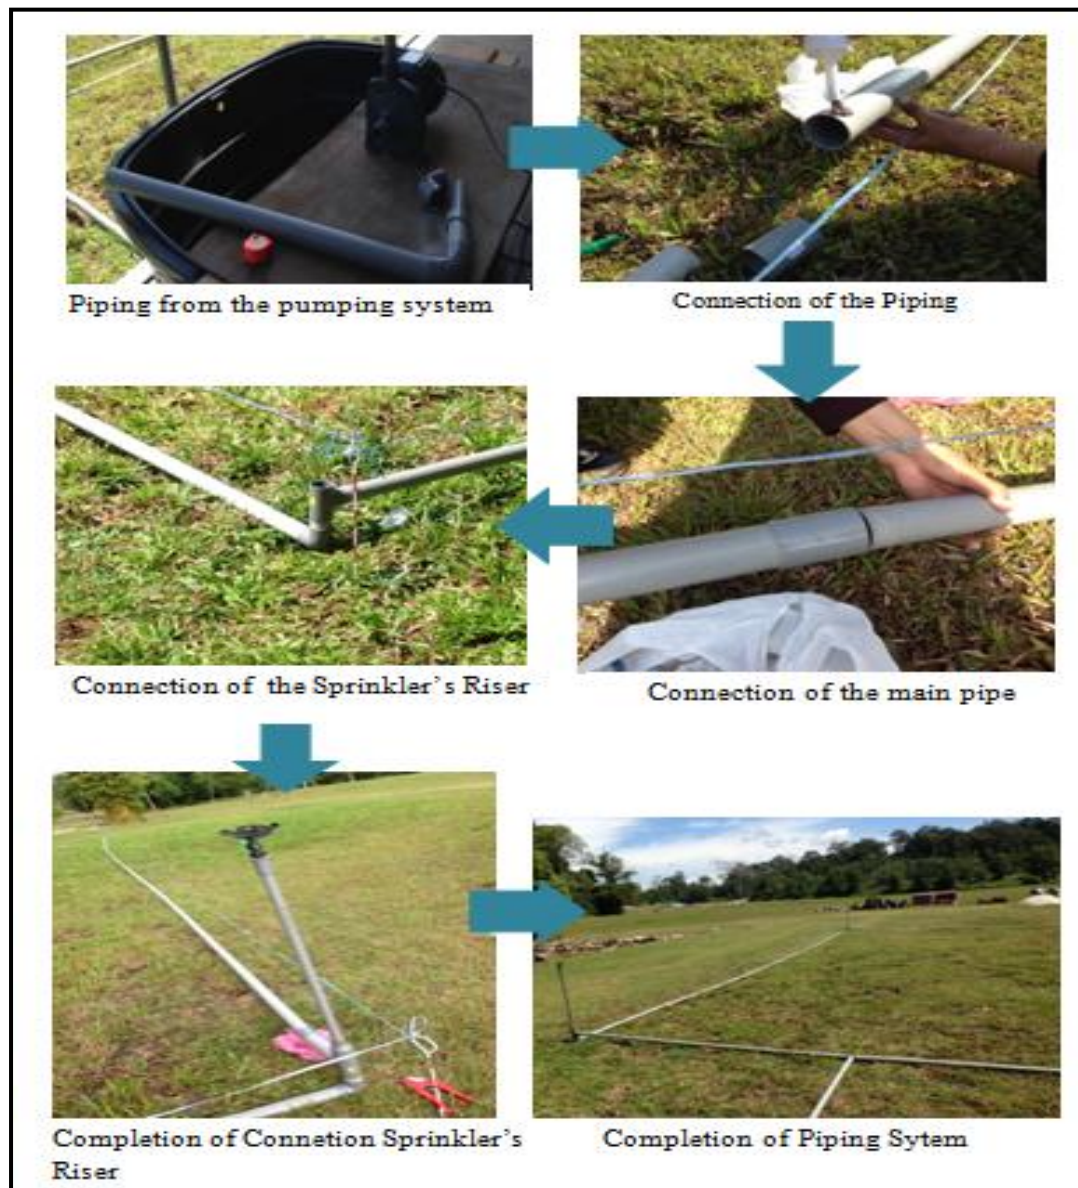 Piping from the pumping system
Connection of the Piping
Connection of the main pipe
Connection of the Sprinkler's Riser
Completion of Connetion Sprinkler's
Riser
Completion of Piping Sytem